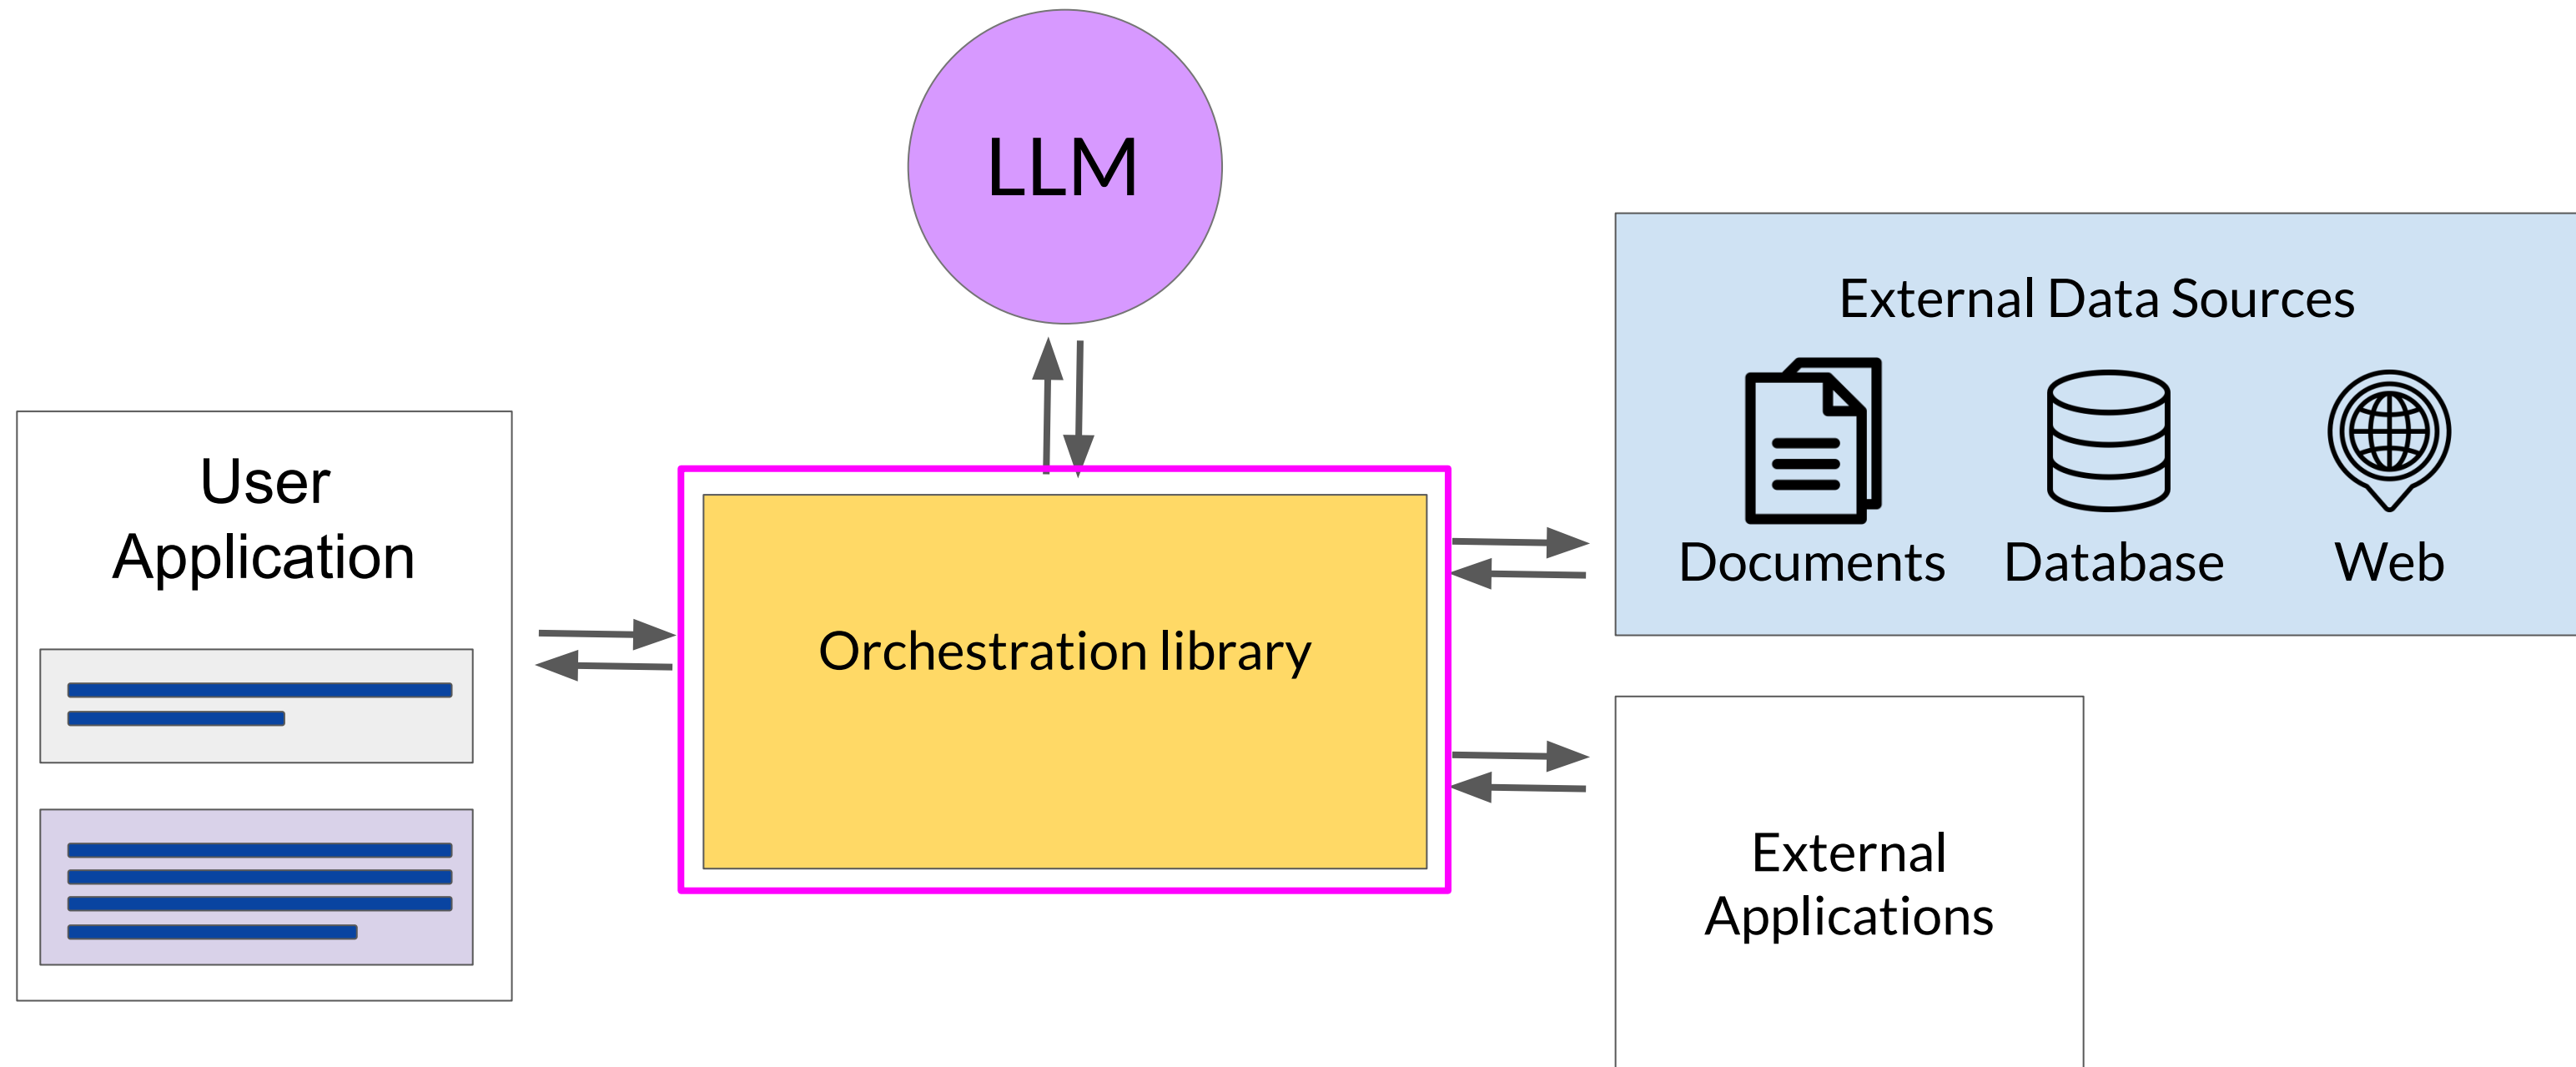 LLM
User
Application
Orchestration library
External Data Sources
Documents
Database
Web
External
Applications